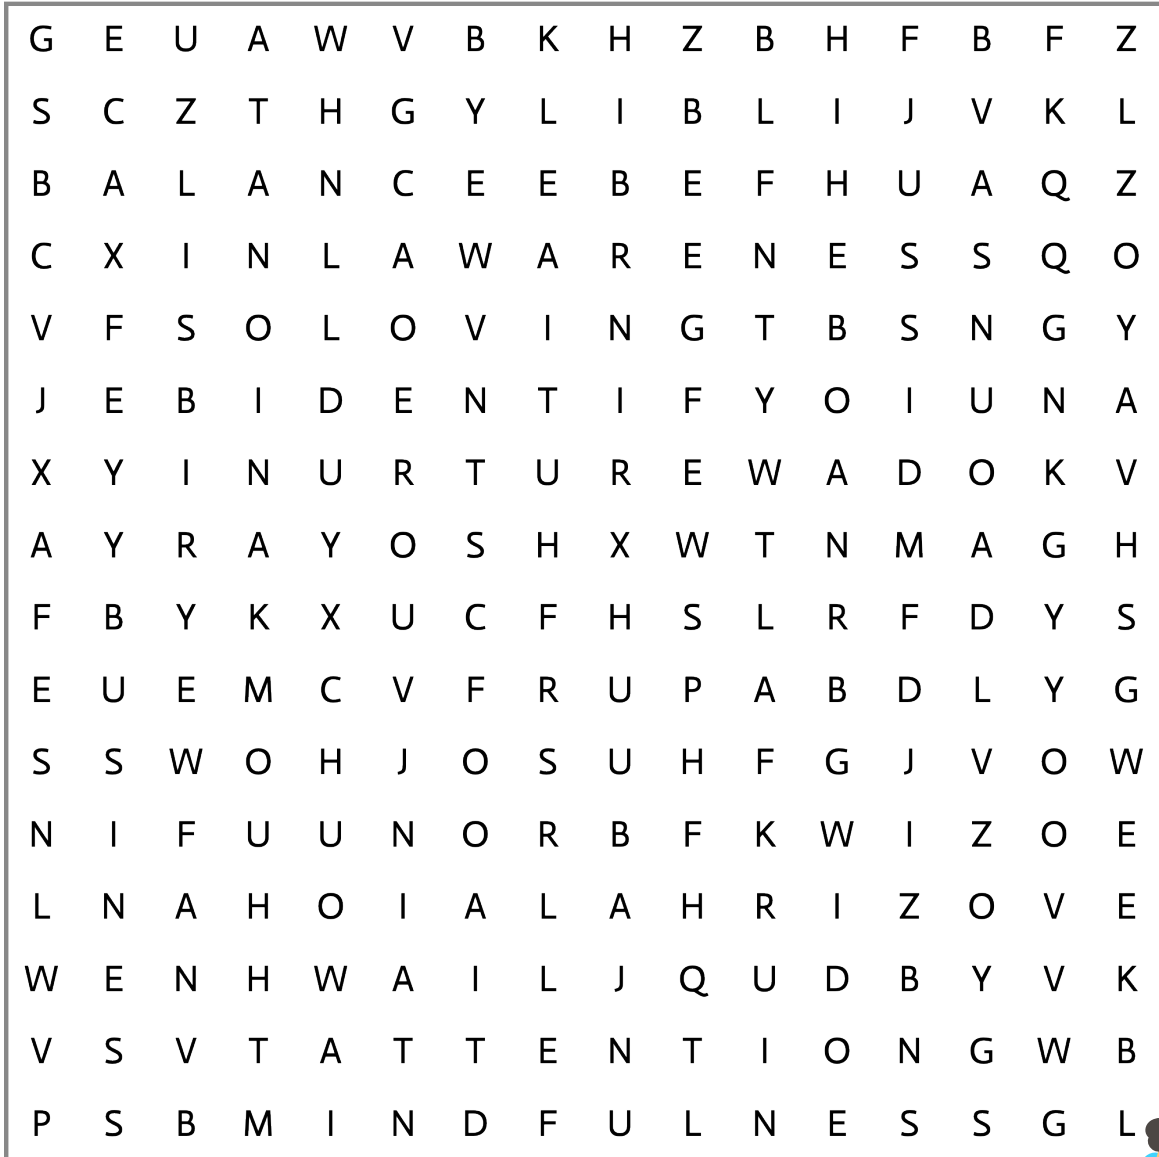 G E U A W V B K H Z B H F B F Z
S C Z T H G Y L I B L I J V K L
B A L A N C E E B E F H U A Q Z
C X I N L A W A R E N E S S Q O
V F S O L O V I N G T B S N G Y
J E B I D E N T I F Y O I U N A
X Y I N U R T U R E W A D O K V
A Y R A Y O S H X W T N M A G H
F B Y K X U C F H S L R F D Y S
E U E M C V F R U P A B D L Y G
S S W O H J O S U H F G J V O W
N I F U U N O R B F K W I Z O E
L N A H O I A L A H R I Z O V E
W E N H W A I L J Q U D B Y V K
V S V T A T T E N T I O N G W B
P S B M I N D F U L N E S S G L